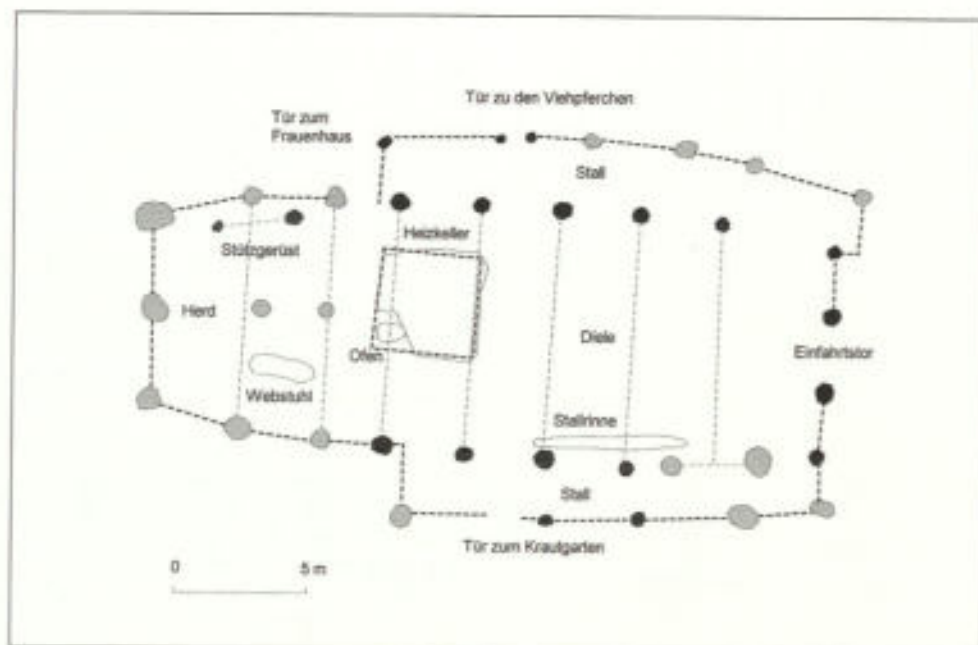 Tür zu den Viehpferchen
Tür zum
Frauenhaus
Stall
Heizkeller
Stützgerüst
Herd
Diele
Ofen
Einfahrtstor
Webstuhl
Stallrinne
Stall
Tür zum Krautgarten
0 5 m